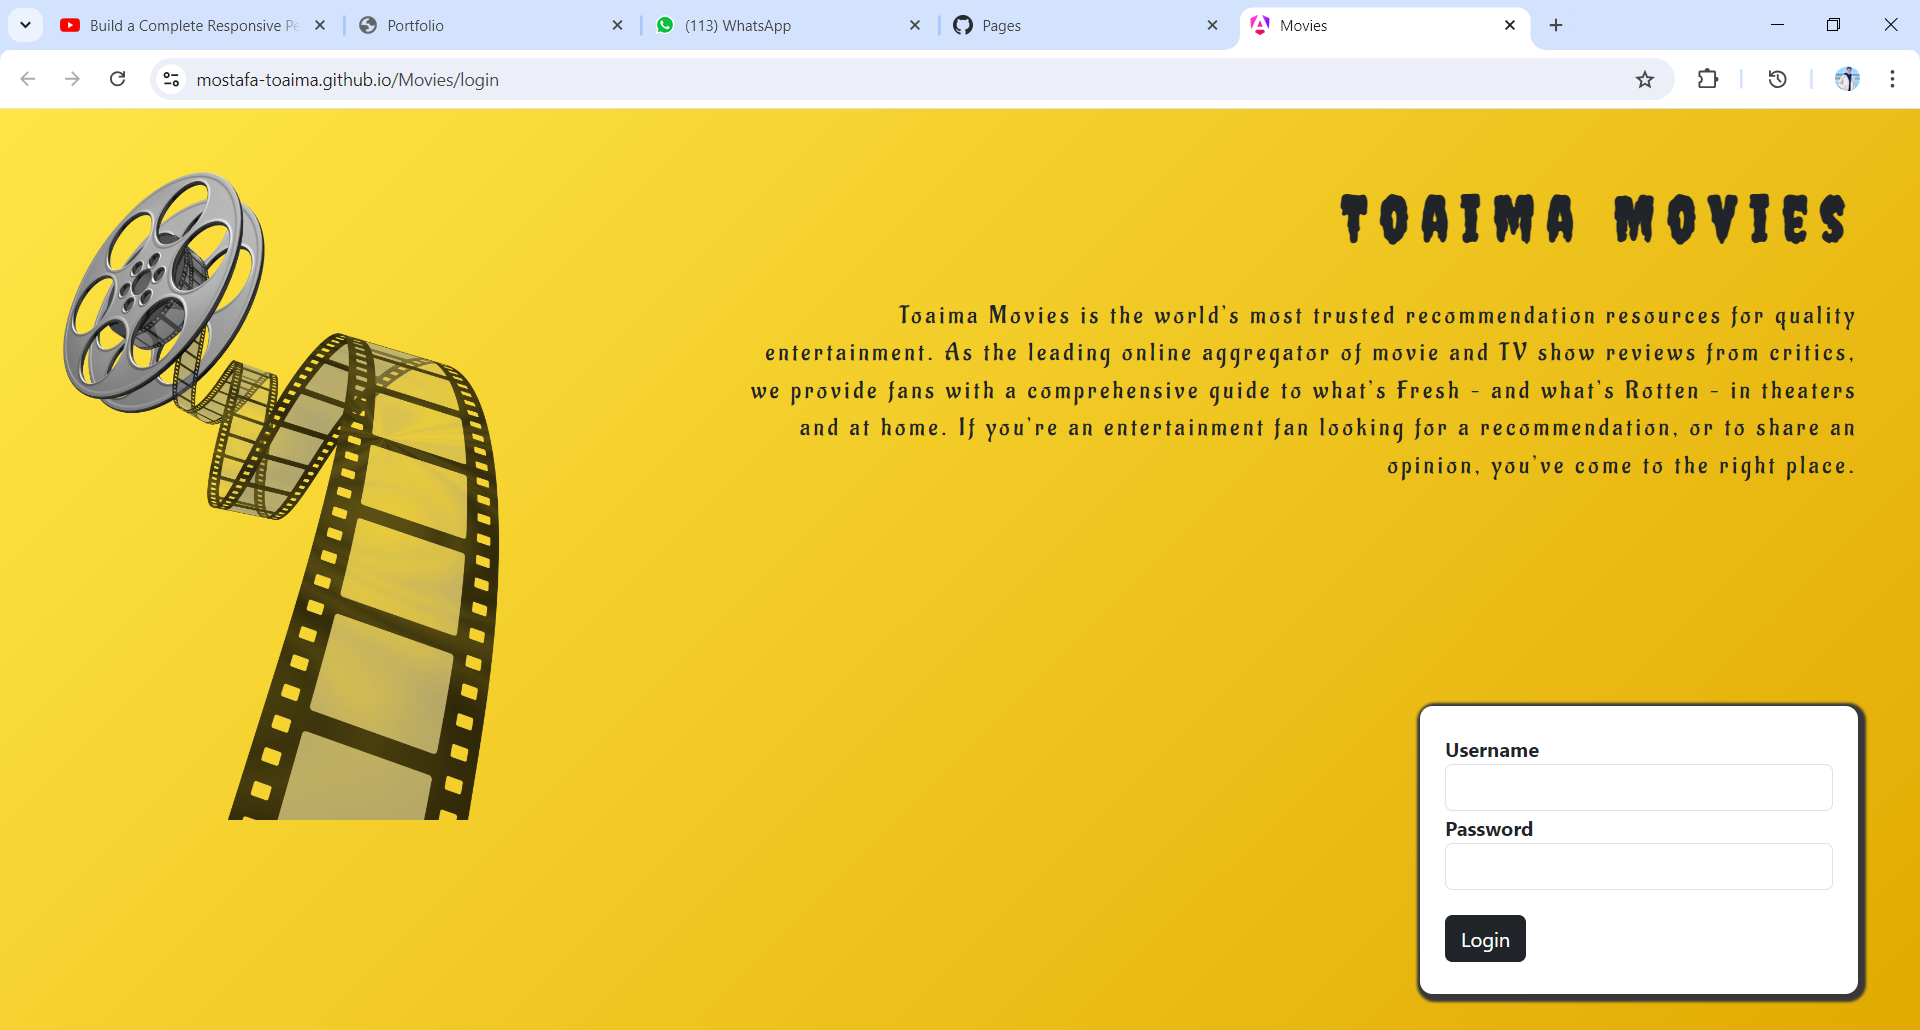 Build a Complete Responsive Pe
Portfolio
(113) WhatsApp
Pages
Movies
mostafa-toaima.github.io/Movies/login
TOAIMA MOVIES
Toaima Movies is the world's most trusted recommendation resources for quality
entertainment. As the leading online aggregator of movie and TV show reviews from critics,
we provide fans with a comprehensive guide to what's Fresh - and what's Rotten - in theaters
and at home. If you're an entertainment fan looking for a recommendation, or to share an
opinion, you've come to the right place.
Username
Password
Login